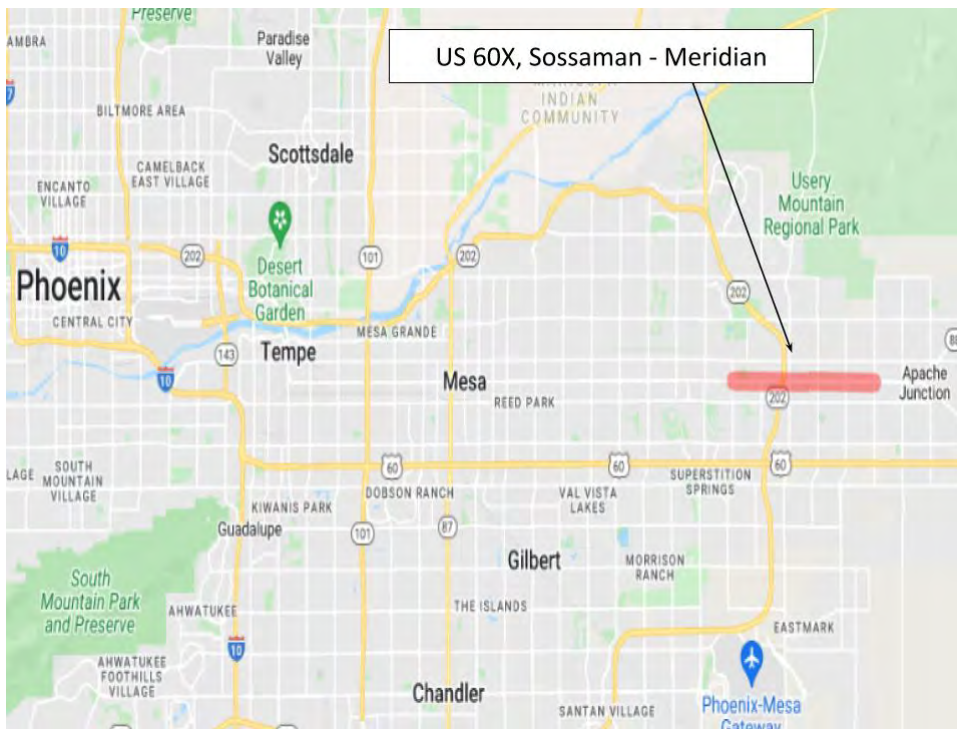 Preserve
AMBRA
Paradise
Valley
US 60X, Sossaman - Meridian
INDIAN
COMMUNITY
BILTMORE AREA
Scottsdale
CAMELBACK
EAST VILLAGE
ENCANTO
VILLAGE
Usery
Mountain
Regional Park
10
202
101
202
Phoenix
Desert
Botanical
Garden
202
CENTRAL CITY
MESA GRANDE
143
Tempe
88
10
Mesa
REED PARK
202
Apache
Junction
LAGE
SOUTH
MOUNTAIN
VILLAGE
60
60
60
SUPERSTITION
SPRINGS
DOBSON RANCH
VAL VISTA
LAKES
KIWANIS PARK
Guadalupe
101
87
Gilbert
MORRISON
RANCH
South
Mountain Park
and Preserve
AHWATUKEE
THE ISLANDS
EASTMARK
10
AHWATUKEE
FOOTHILLS
VILLAGE
Chandler
SANTAN VILLAGE
Phoenix-Mesa
Gateway